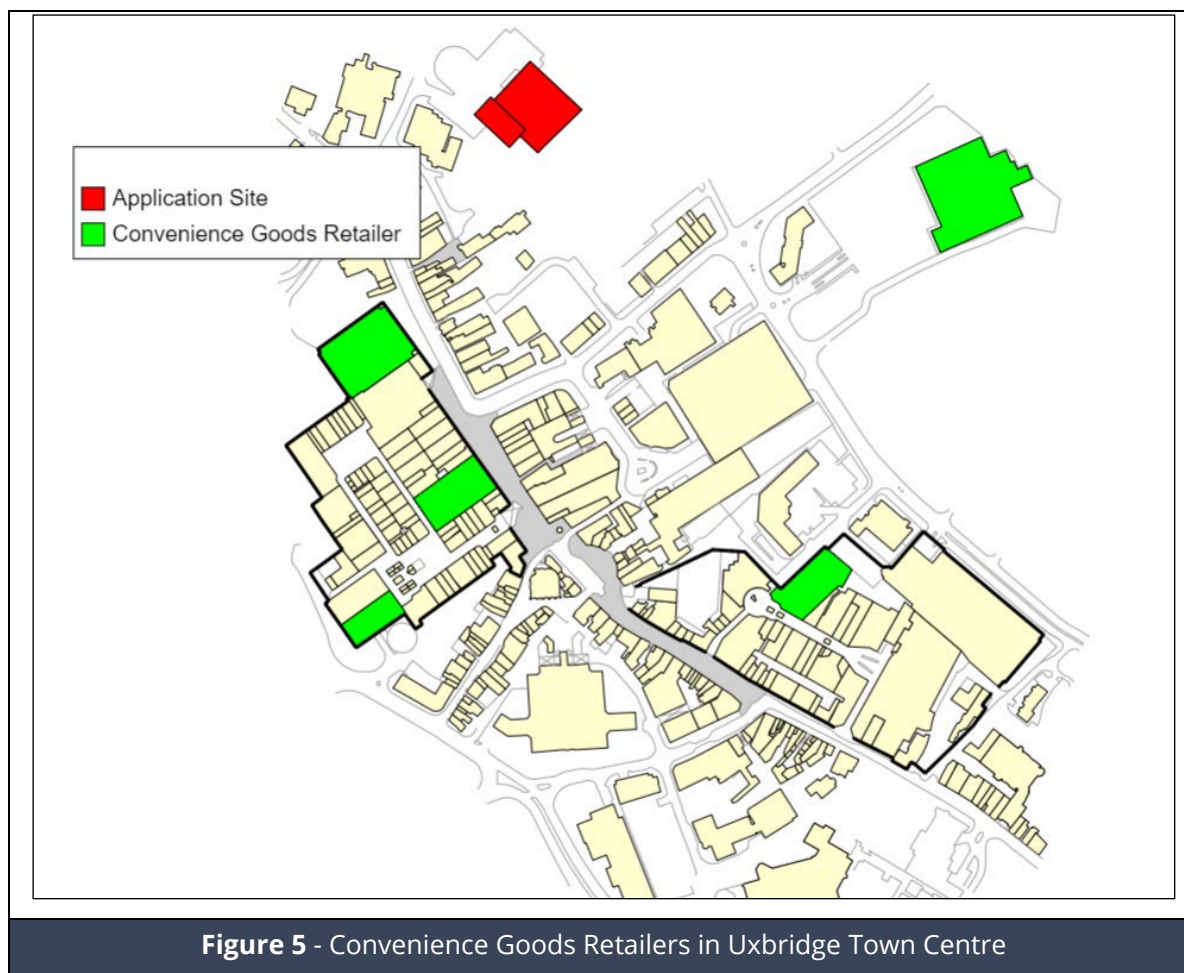 Application Site
Convenience Goods Retailer
Figure 5 - Convenience Goods Retailers in Uxbridge Town Centre